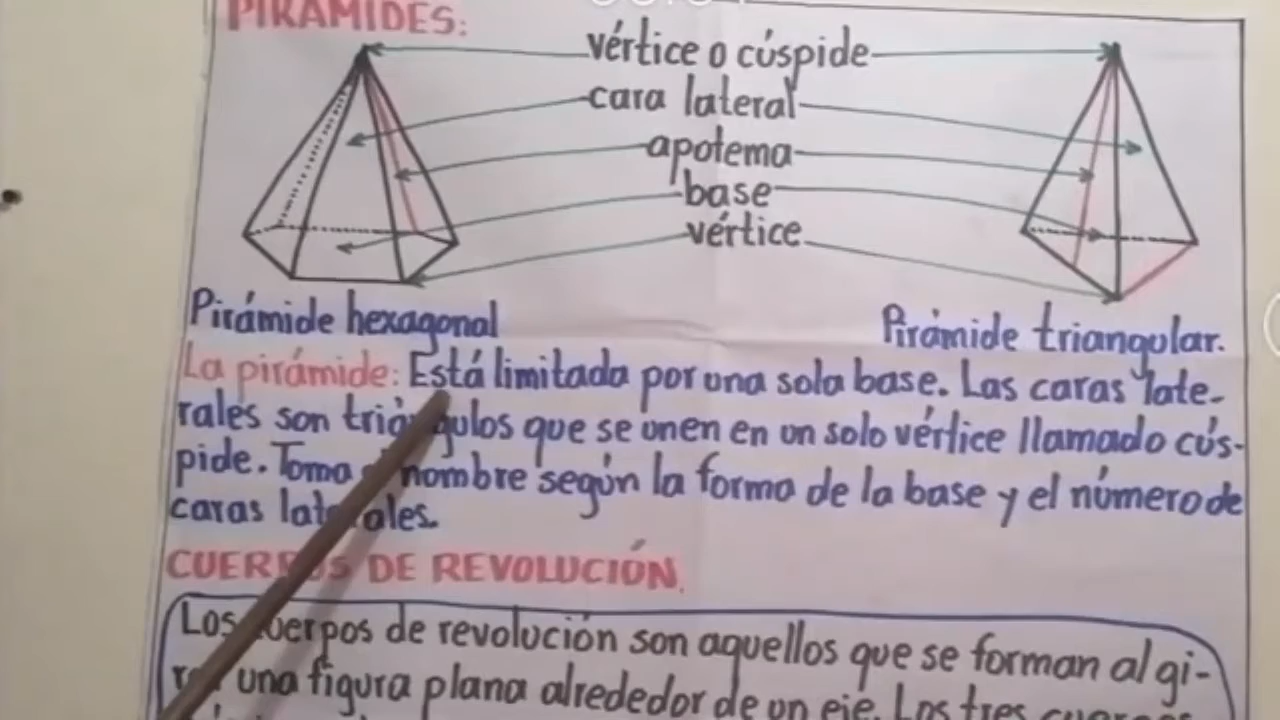 PIRÁMIDES:
vértice o cúspide
cara lateral
apotema
base
vértice
Pirámide hexagonal
Pirámide triangular.
La pirámide: Está limitada por una sola base. Las caras late-
rales son triángulos que se unen en un solo vértice llamado cús-
pide. Toma nombre según la forma de la base y el número de
caras laterales.
CUERPOS DE REVOLUCIÓN.
Los cuerpos de revolución son aquellos que se forman al gi-
una figura plana alrededor de un eje. Los tres